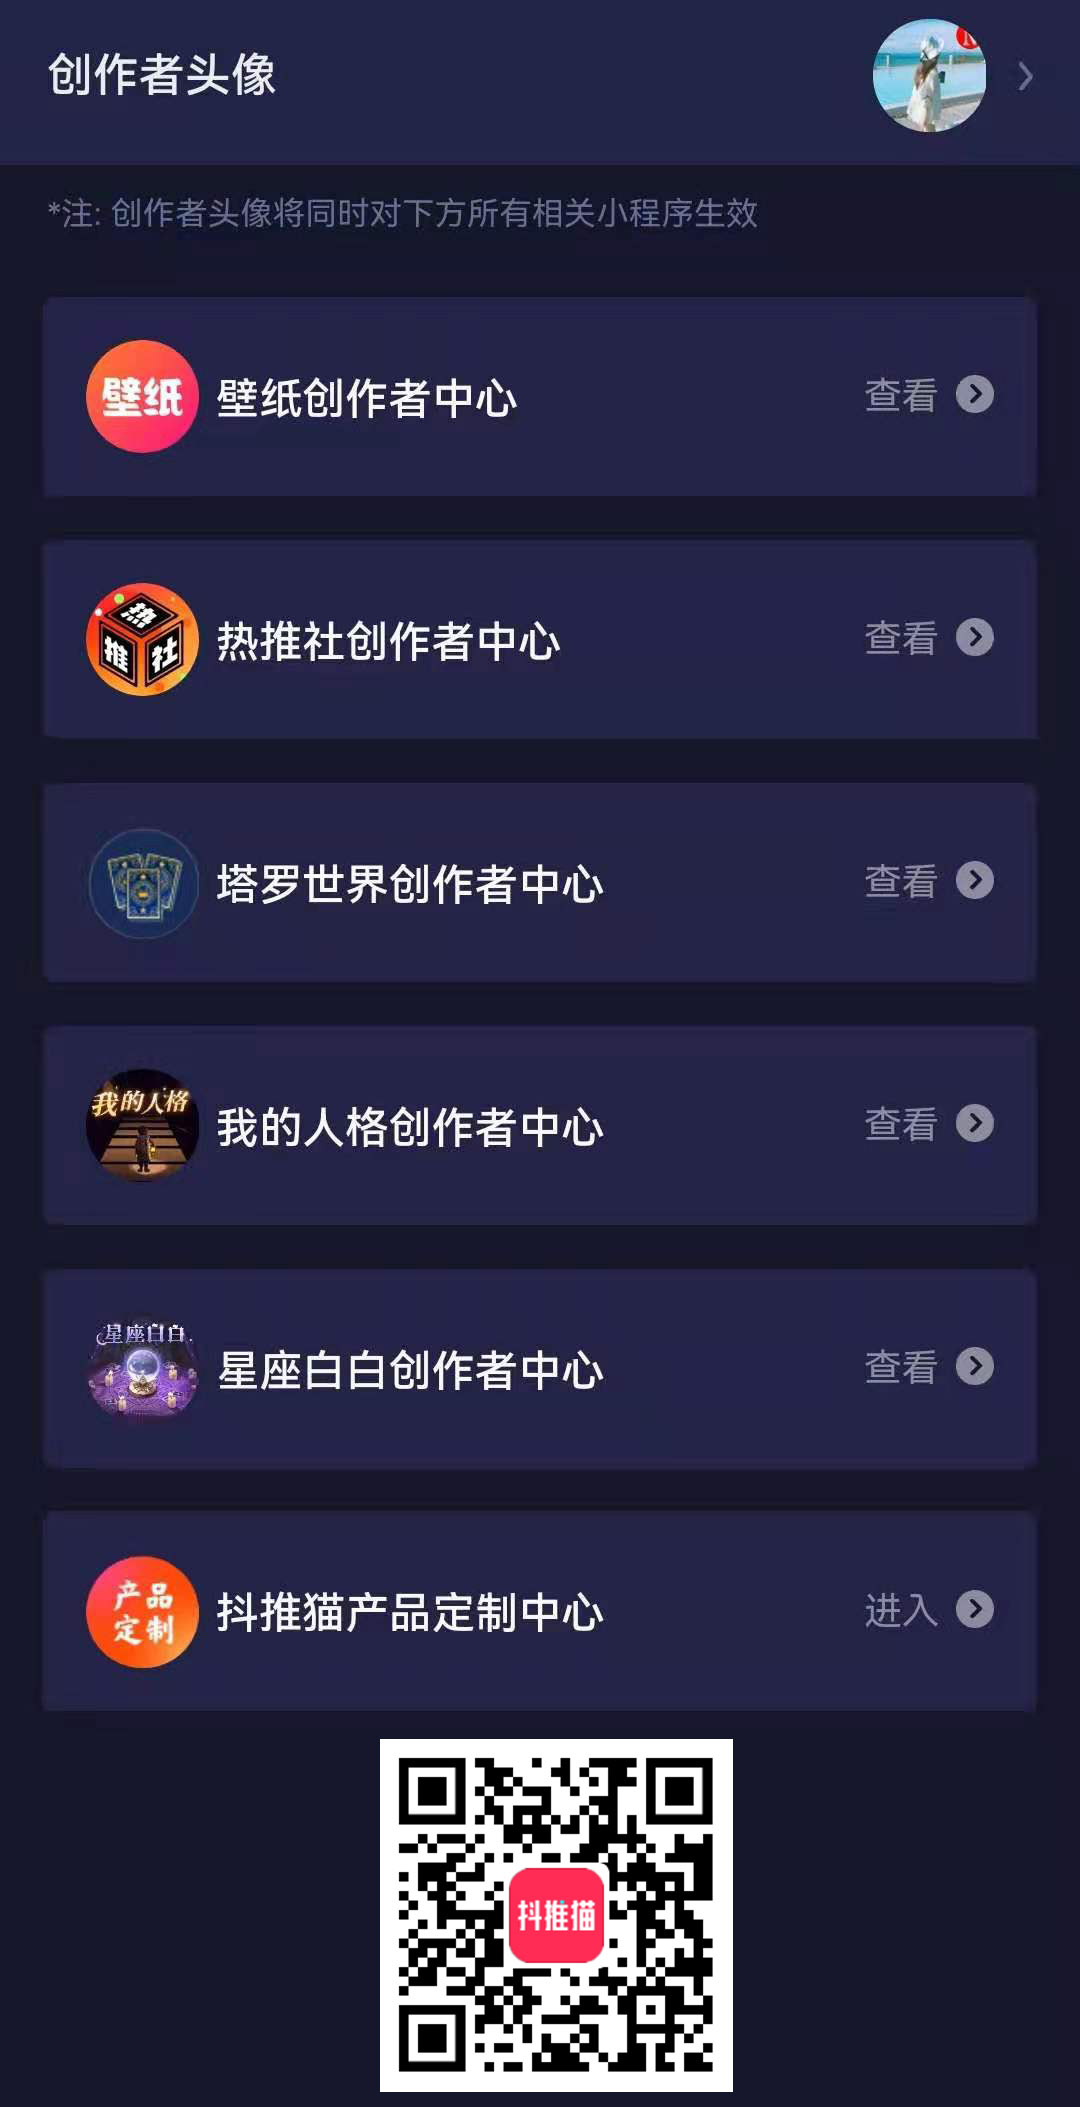 创作者头像
*注: 创作者头像将同时对下方所有相关小程序生效
壁纸 壁纸创作者中心 查看
热推社 热推社创作者中心 查看
塔罗世界创作者中心 查看
我的人格 我的人格创作者中心 查看
星座白白 星座白白创作者中心 查看
产品
定制
抖推猫产品定制中心 进入
抖推猫